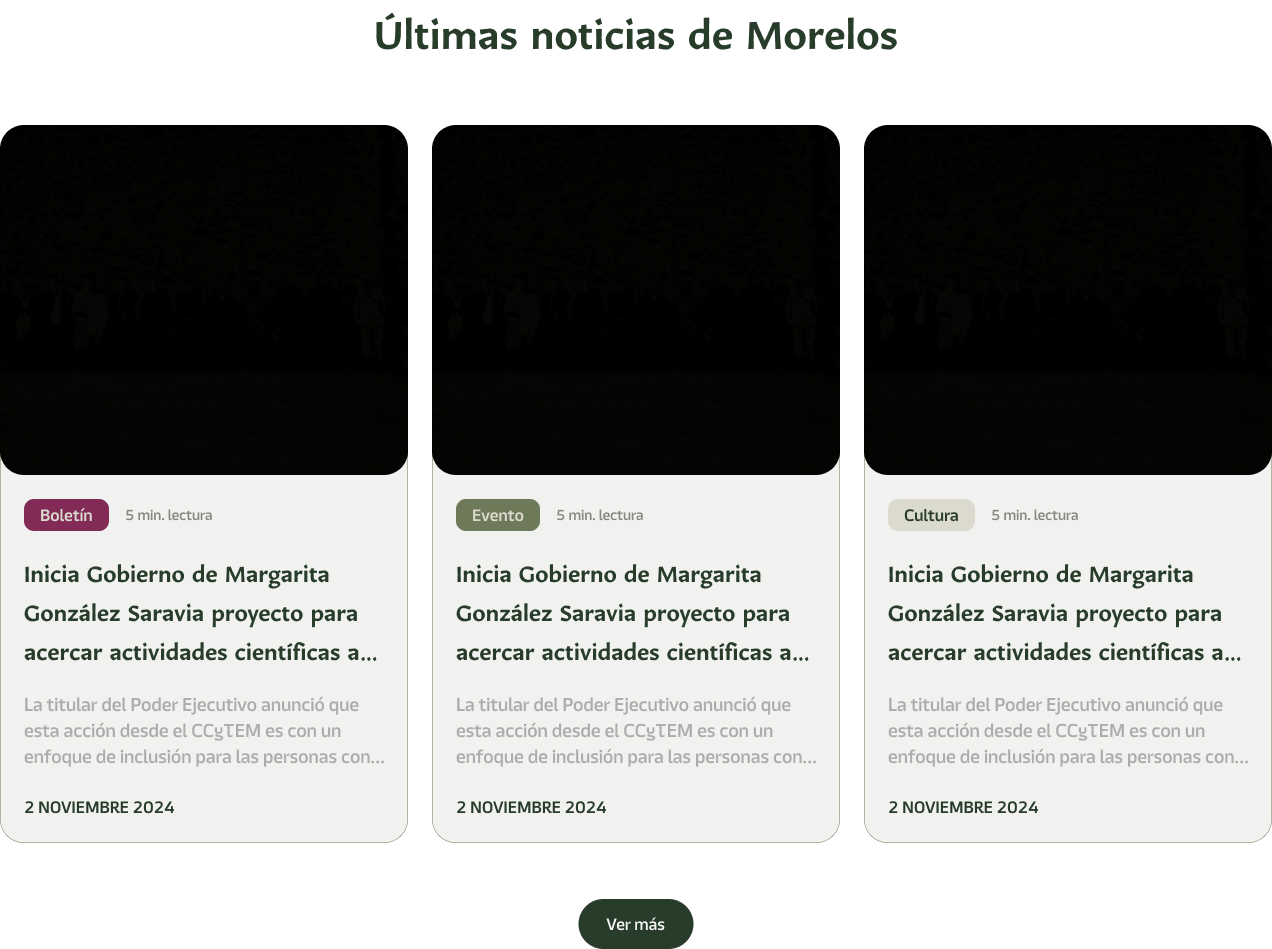 Últimas noticias de Morelos
Boletín 5 min. lectura
Inicia Gobierno de Margarita
González Saravia proyecto para
acercar actividades científicas a...
La titular del Poder Ejecutivo anunció que
esta acción desde el CCyTEM es con un
enfoque de inclusión para las personas con...
2 NOVIEMBRE 2024
Evento 5 min. lectura
Inicia Gobierno de Margarita
González Saravia proyecto para
acercar actividades científicas a...
La titular del Poder Ejecutivo anunció que
esta acción desde el CCyTEM es con un
enfoque de inclusión para las personas con...
2 NOVIEMBRE 2024
Cultura 5 min. lectura
Inicia Gobierno de Margarita
González Saravia proyecto para
acercar actividades científicas a...
La titular del Poder Ejecutivo anunció que
esta acción desde el CCyTEM es con un
enfoque de inclusión para las personas con...
2 NOVIEMBRE 2024
Ver más